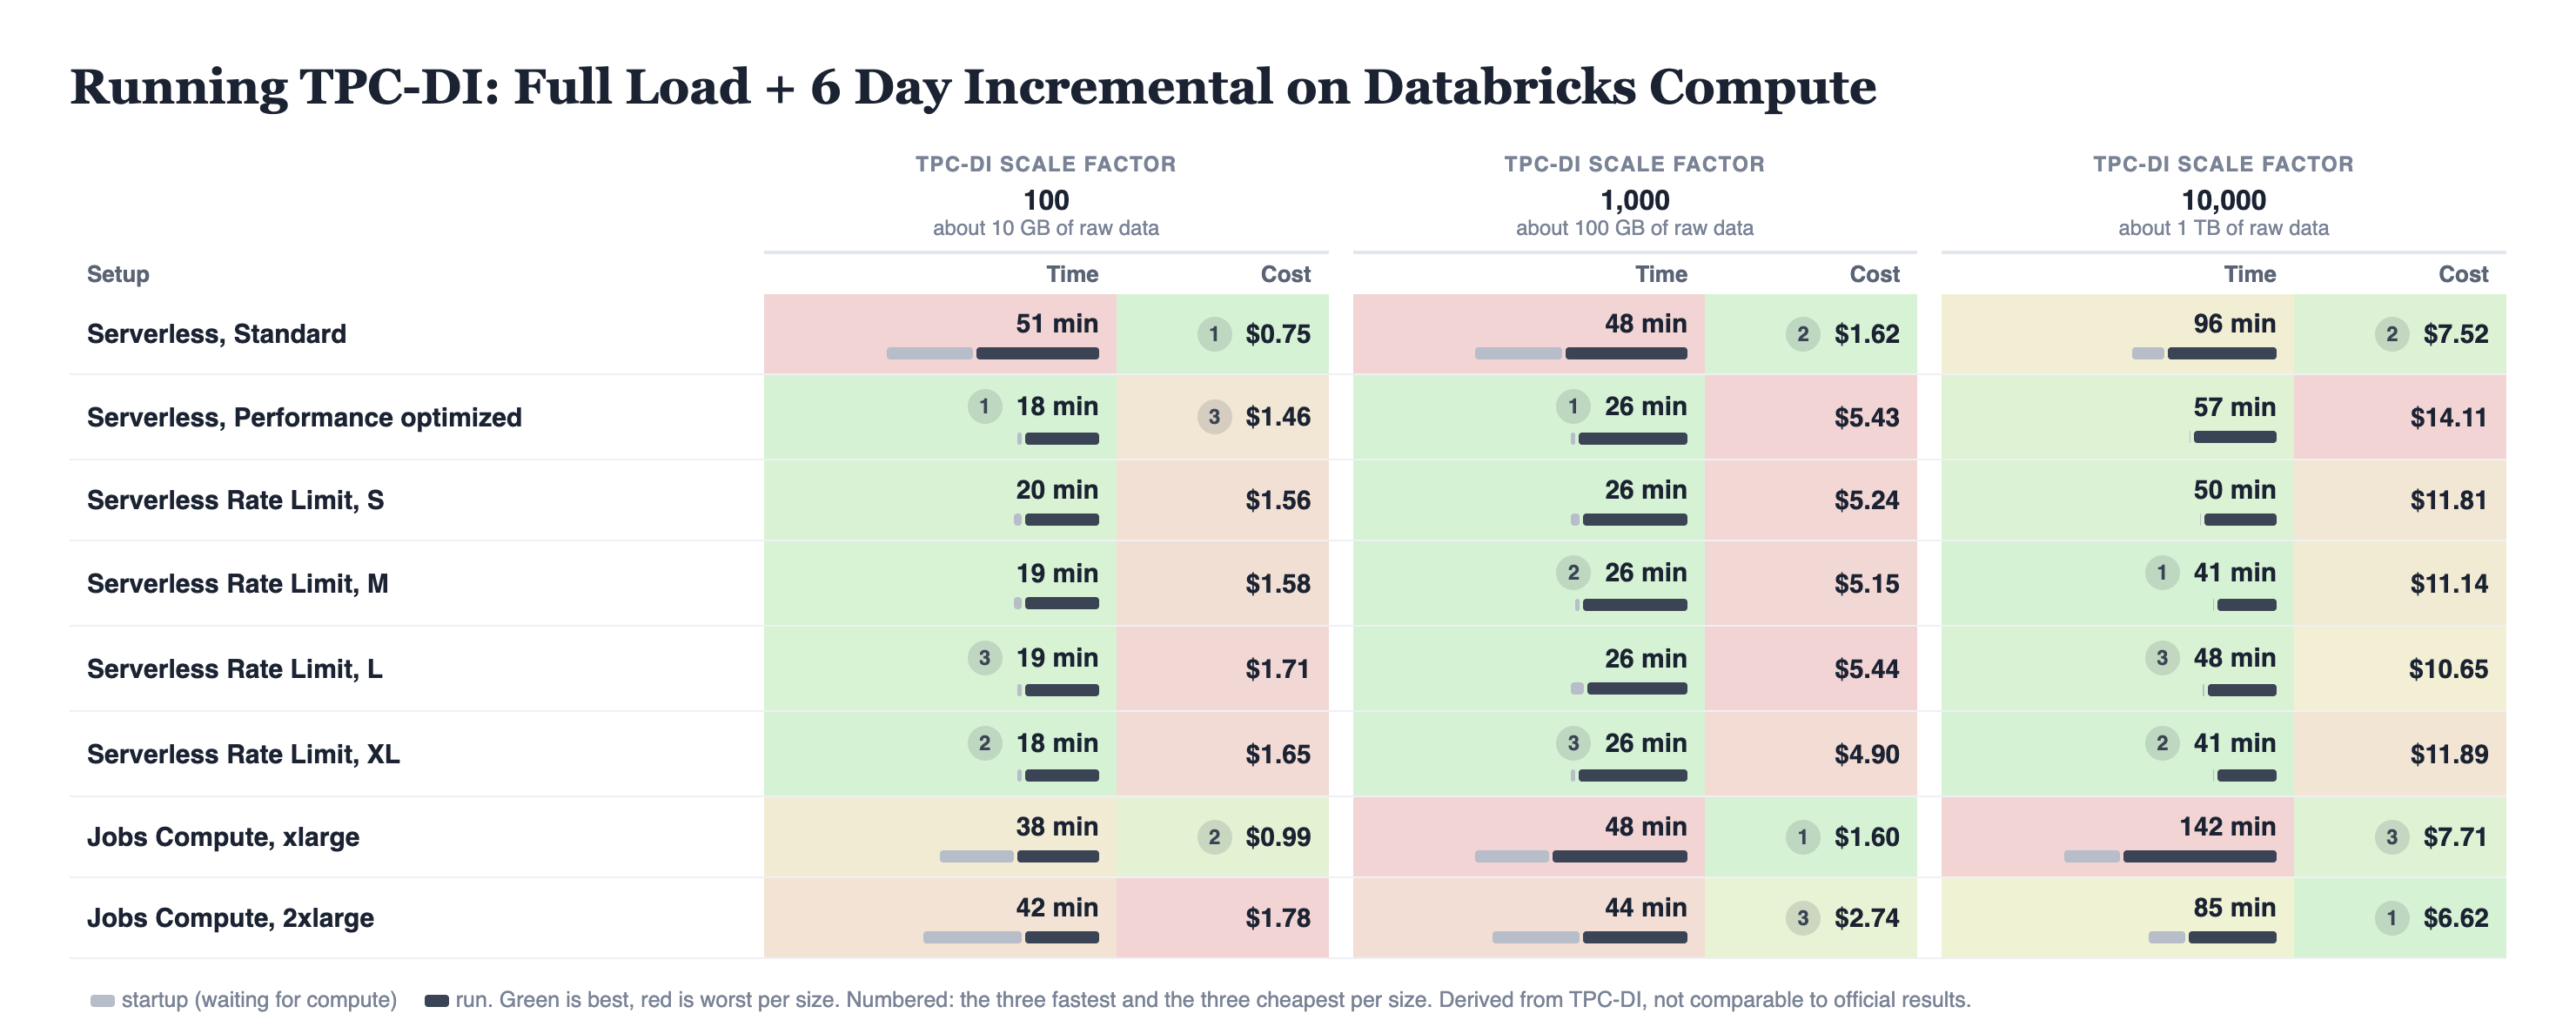 Running TPC-DI: Full Load + 6 Day Incremental on Databricks Compute
TPC-DI SCALE FACTOR TPC-DI SCALE FACTOR TPC-DI SCALE FACTOR
100 1,000 10,000
about 10 GB of raw data about 100 GB of raw data about 1 TB of raw data
Setup Time Cost Time Cost Time Cost
Serverless, Standard 51 min 1 $0.75 48 min 2 $1.62 96 min 2 $7.52
Serverless, Performance optimized 1 18 min 3 $1.46 1 26 min $5.43 57 min $14.11
Serverless Rate Limit, S 20 min $1.56 26 min $5.24 50 min $11.81
Serverless Rate Limit, M 19 min $1.58 2 26 min $5.15 1 41 min $11.14
Serverless Rate Limit, L 3 19 min $1.71 26 min $5.44 3 48 min $10.65
Serverless Rate Limit, XL 2 18 min $1.65 3 26 min $4.90 2 41 min $11.89
Jobs Compute, xlarge 38 min 2 $0.99 48 min 1 $1.60 142 min 3 $7.71
Jobs Compute, 2xlarge 42 min $1.78 44 min 3 $2.74 85 min 1 $6.62
startup (waiting for compute) run. Green is best, red is worst per size. Numbered: the three fastest and the three cheapest per size. Derived from TPC-DI, not comparable to official results.